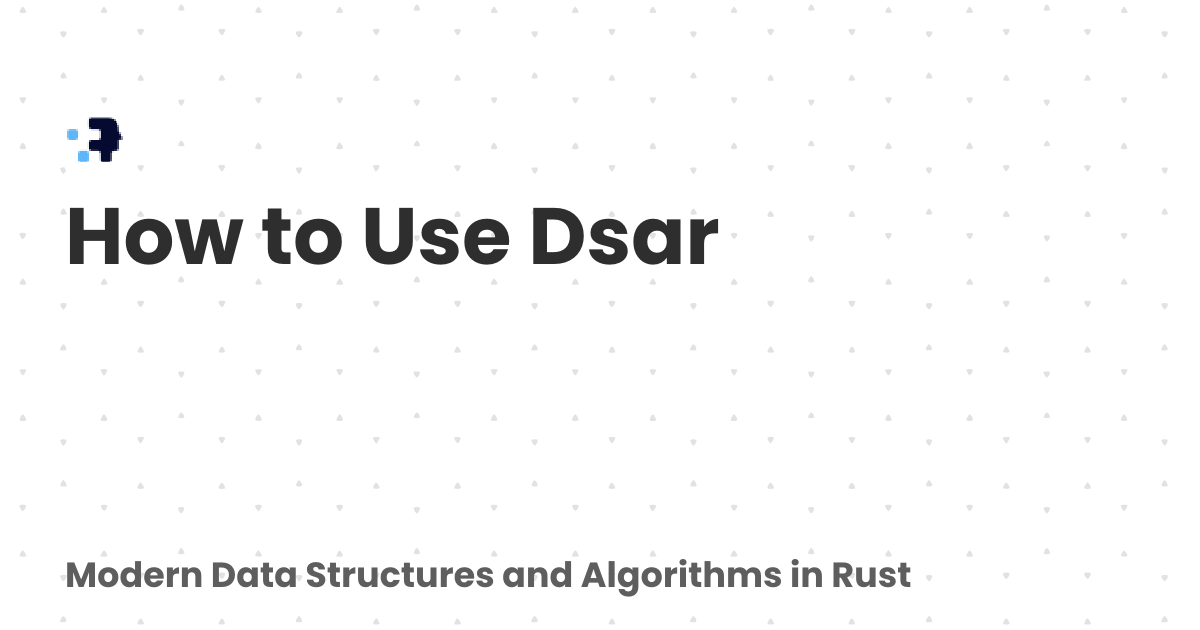 How to Use Dsar
Modern Data Structures and Algorithms in Rust